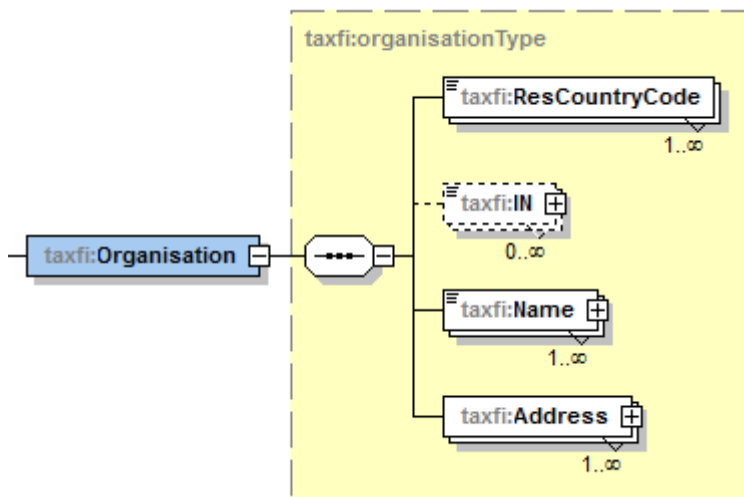 taxfi:organisationType
taxfi:ResCountryCode
1..∞
taxfi:IN
0..∞
taxfi:Organisation
taxfi:Name
1..∞
taxfi:Address
1..∞